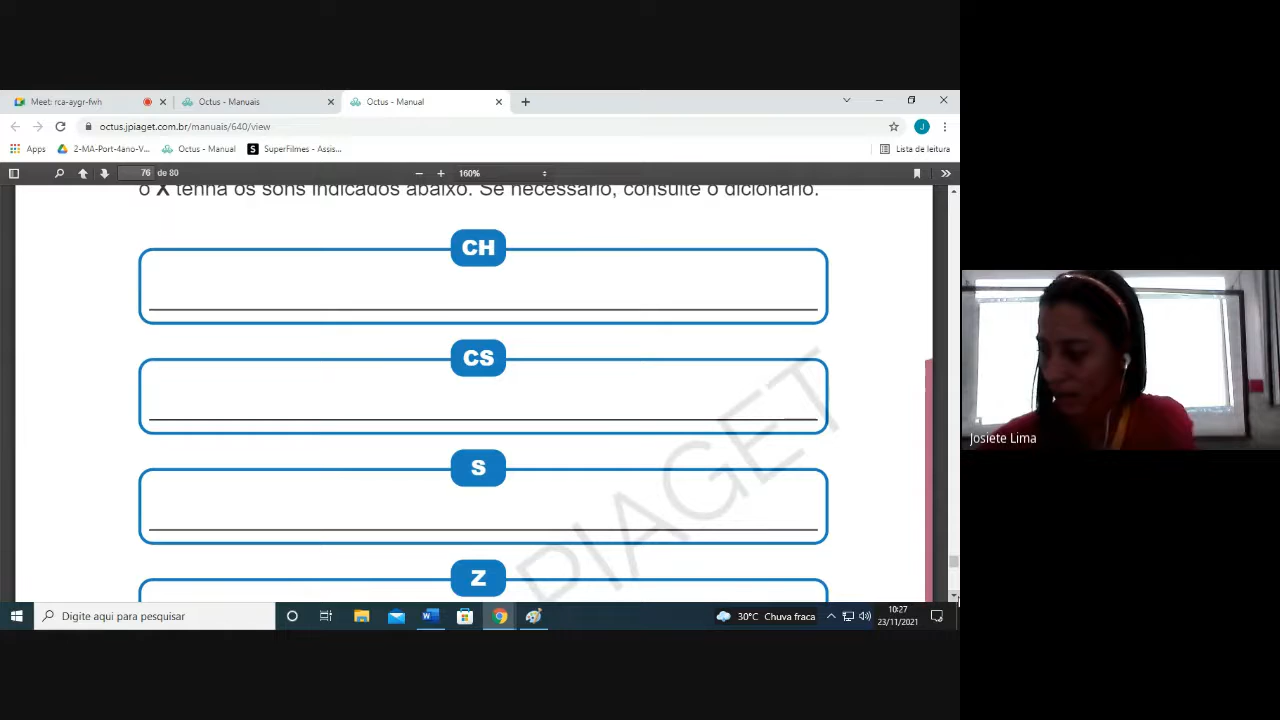 Meet: rca-aygr-fwh
Octus - Manuais
Octus - Manual
octus.jpiaget.com.br/manuais/640/view
Apps
2-MA-Port-4ano-V...
Octus - Manual
SuperFilmes - Assis...
Lista de leitura
76 de 80
160%
o X tenha os sons indicados abaixo. Se necessário, consulte o dicionário.
CH
CS
S
Z
PIAGET
Josiete Lima
Digite aqui para pesquisar
30°C Chuva fraca
10:27
23/11/2021